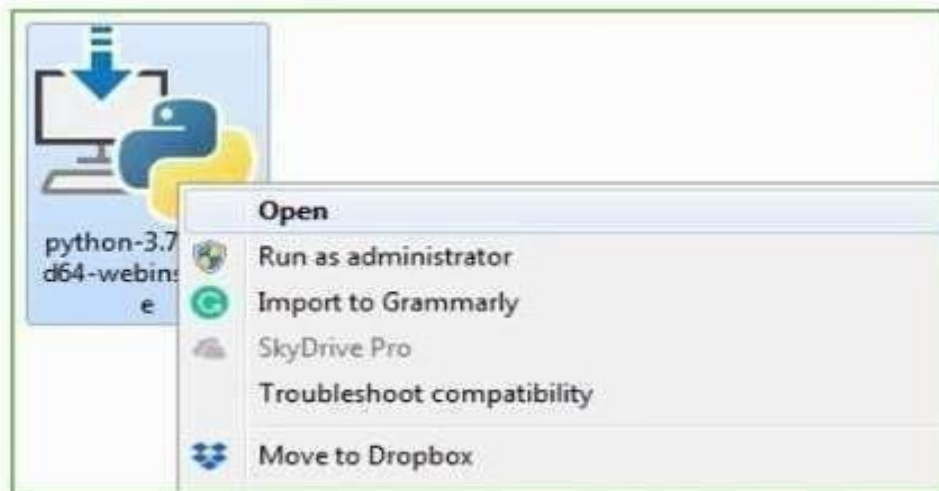 python-3.7
d64-webins
e
Open
Run as administrator
Import to Grammarly
SkyDrive Pro
Troubleshoot compatibility
Move to Dropbox